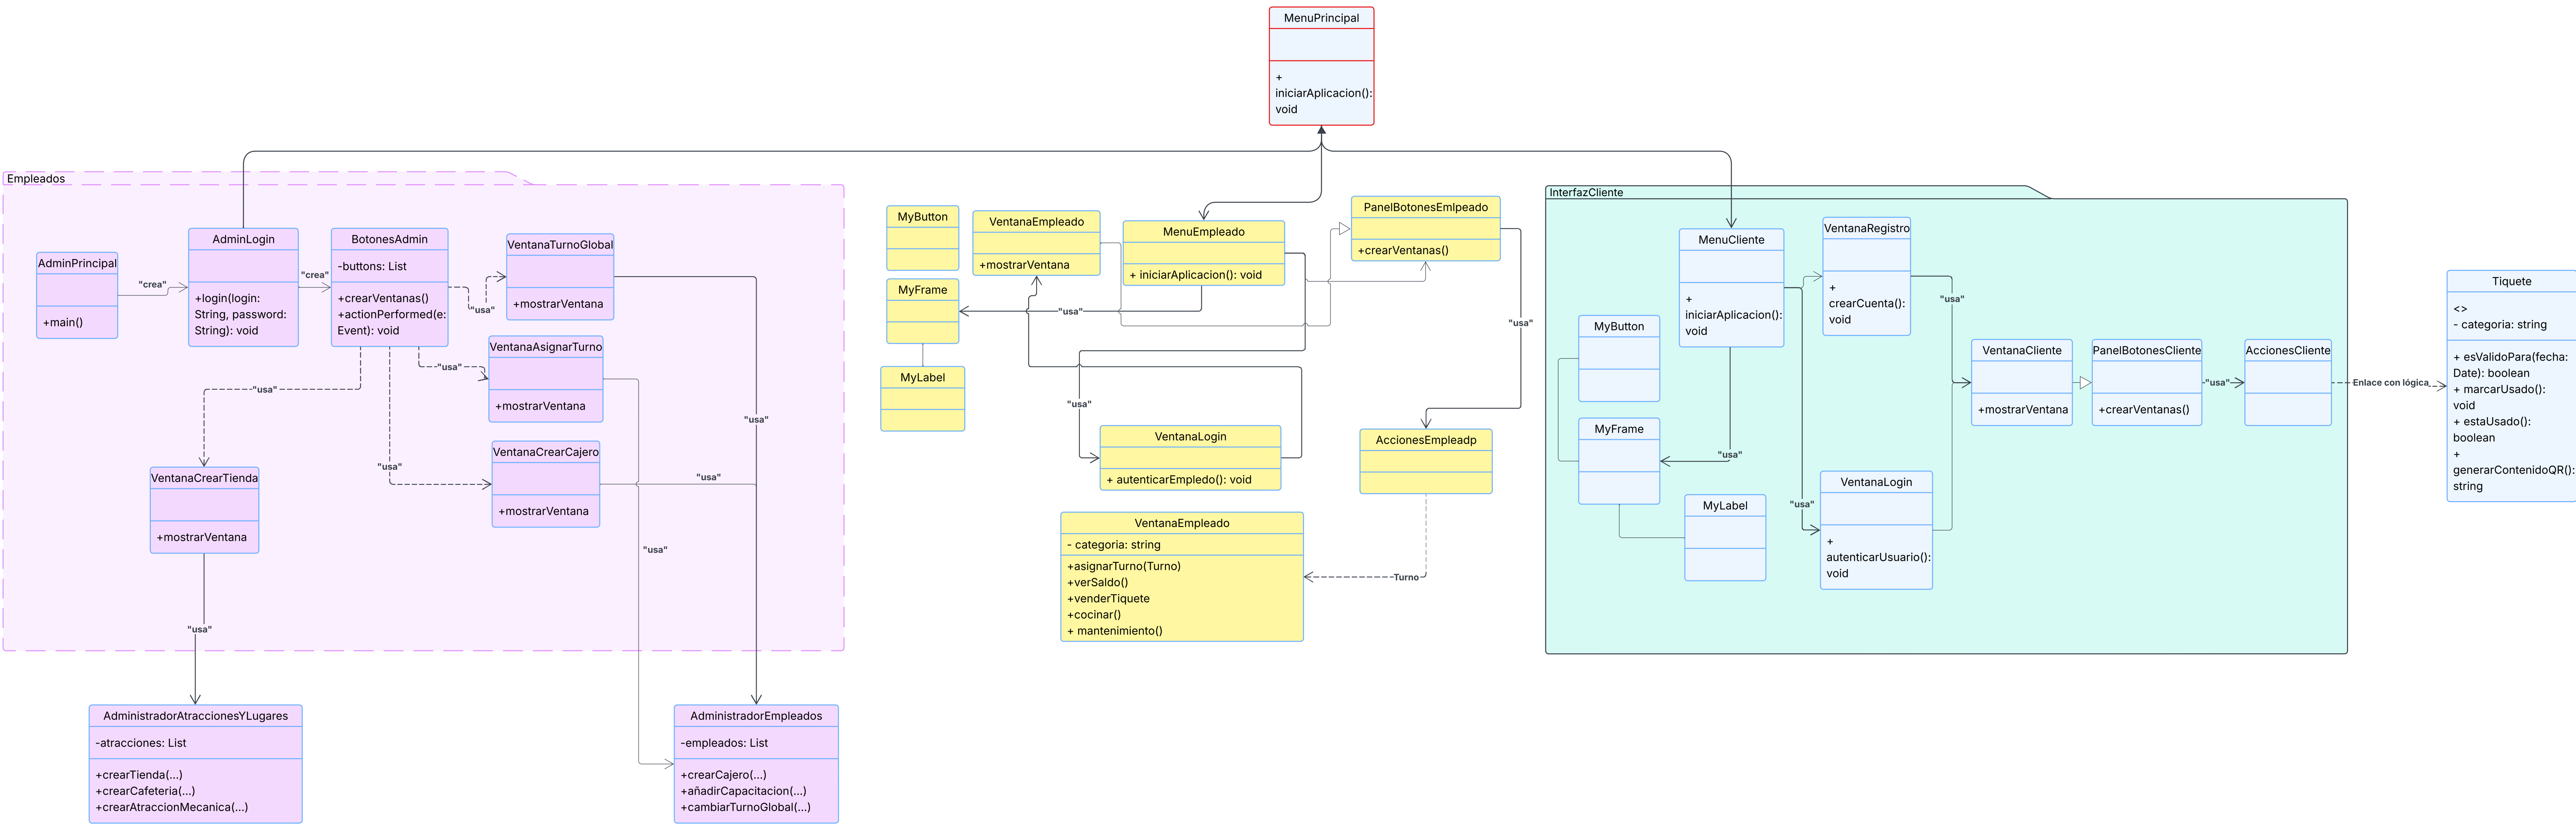 MenuPrincipal
+
iniciarAplicacion():
void
Empleados
AdminPrincipal
+main()
"crea"
AdminLogin
+login(login:
String, password:
String): void
"crea"
BotonesAdmin
-buttons: List
+crearVentanas()
+actionPerformed(e:
Event): void
"usa"
VentanaTurnoGlobal
+mostrarVentana
"usa"
VentanaAsignarTurno
+mostrarVentana
"usa"
"usa"
VentanaCrearCajero
+mostrarVentana
"usa"
VentanaCrearTienda
+mostrarVentana
"usa"
"usa"
"usa"
AdministradorAtraccionesYLugares
-atracciones: List
+crearTienda(...)
+crearCafeteria(...)
+crearAtraccionMecanica(...)
AdministradorEmpleados
-empleados: List
+crearCajero(...)
+añadirCapacitacion(...)
+cambiarTurnoGlobal(...)
MyButton
MyFrame
MyLabel
VentanaEmpleado
+mostrarVentana
MenuEmpleado
+ iniciarAplicacion(): void
"usa"
PanelBotonesEmlpeado
+crearVentanas()
"usa"
"usa"
VentanaLogin
+ autenticarEmpledo(): void
AccionesEmpleadp
Turno
VentanaEmpleado
- categoria: string
+asignarTurno(Turno)
+verSaldo()
+venderTiquete
+cocinar()
+ mantenimiento()
InterfazCliente
MyButton
MyFrame
MyLabel
MenuCliente
+
iniciarAplicacion():
void
"usa"
VentanaRegistro
+
crearCuenta():
void
"usa"
"usa"
VentanaLogin
+
autenticarUsuario():
void
VentanaCliente
+mostrarVentana
PanelBotonesCliente
+crearVentanas()
"usa"
AccionesCliente
Enlace con lógica
Tiquete
<>
- categoria: string
+ esValidoPara(fecha:
Date): boolean
+ marcarUsado():
void
+ estaUsado():
boolean
+
generarContenidoQR():
string